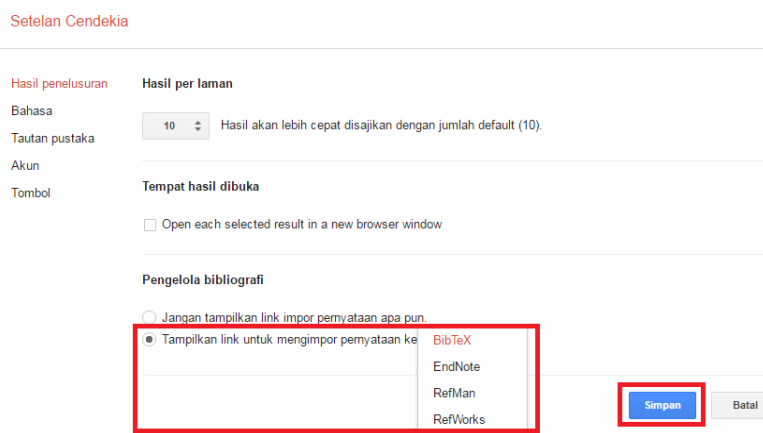 Setelan Cendekia
Hasil penelusuran
Bahasa
Tautan pustaka
Akun
Tombol
Hasil per laman
10 Hasil akan lebih cepat disajikan dengan jumlah default (10).
Tempat hasil dibuka
Open each selected result in a new browser window
Pengelola bibliografi
Jangan tampilkan link impor pernyataan apa pun.
Tampilkan link untuk mengimpor pernyataan ke
BibTeX
EndNote
RefMan
RefWorks
Simpan Batal